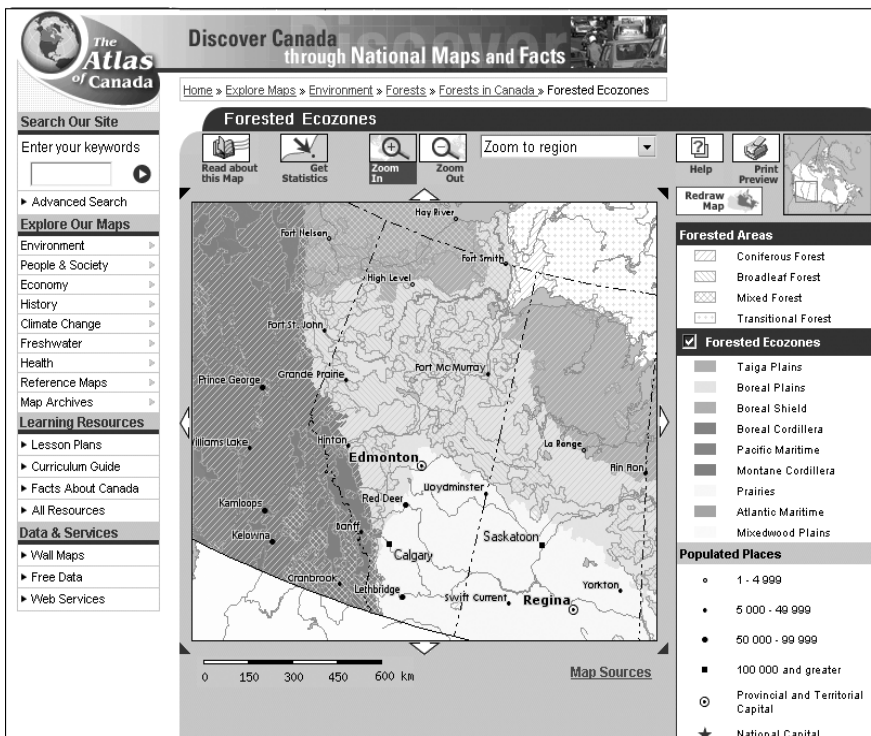 The
Atlas
of Canada
Discover Canada
through National Maps and Facts
Home » Explore Maps » Environment » Forests » Forests in Canada » Forested Ecozones
Search Our Site
Enter your keywords
Advanced Search
Explore Our Maps
Environment
People & Society
Economy
History
Climate Change
Freshwater
Health
Reference Maps
Map Archives
Learning Resources
Lesson Plans
Curriculum Guide
Facts About Canada
All Resources
Data & Services
Wall Maps
Free Data
Web Services
Forested Ecozones
Read about
this Map
Get
Statistics
Zoom
In
Zoom
Out
Zoom to region
Help
Print
Preview
Redraw
Map
Hay River
Fort Nelson
Fort Smith
High Level
Fort St. John
Fort McMurray
Prince George
Grande Prairie
Williams Lake
Hinton
La Ronge
Edmonton
Flin Flon
Lloydminster
Red Deer
Kamloops
Banff
Saskatoon
Kelowna
Calgary
Cranbrook
Lethbridge
Swift Current
Yorkton
Regina
0 150 300 450 600 km
Map Sources
Forested Areas
Coniferous Forest
Broadleaf Forest
Mixed Forest
Transitional Forest
Forested Ecozones
Taiga Plains
Boreal Plains
Boreal Shield
Boreal Cordillera
Pacific Maritime
Montane Cordillera
Prairies
Atlantic Maritime
Mixedwood Plains
Populated Places
1 - 4 999
5 000 - 49 999
50 000 - 99 999
100 000 and greater
Provincial and Territorial
Capital
National Capital